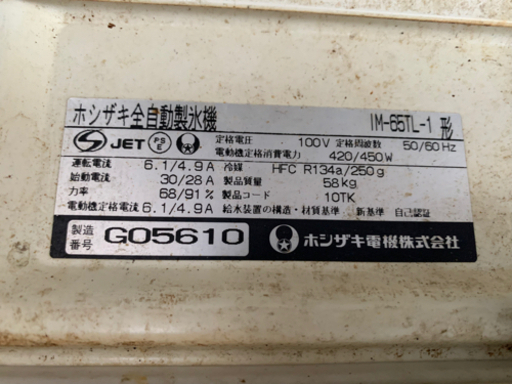 ホシザキ全自動製氷機 IM-65TL-1 形
JET PSE 定格電圧 100V 定格周波数 50/60Hz
電動機定格消費電力 420/450W
運転電流 6.1/4.9A 冷媒 HFC R134a/250g
始動電流 30/28A 製品質量 58kg
力率 68/91% 製品コード 10TK
電動機定格電流 6.1/4.9A 給水装置の構造・材質基準 新基準 自己認証
製造番号 G05610 ホシザキ電機株式会社